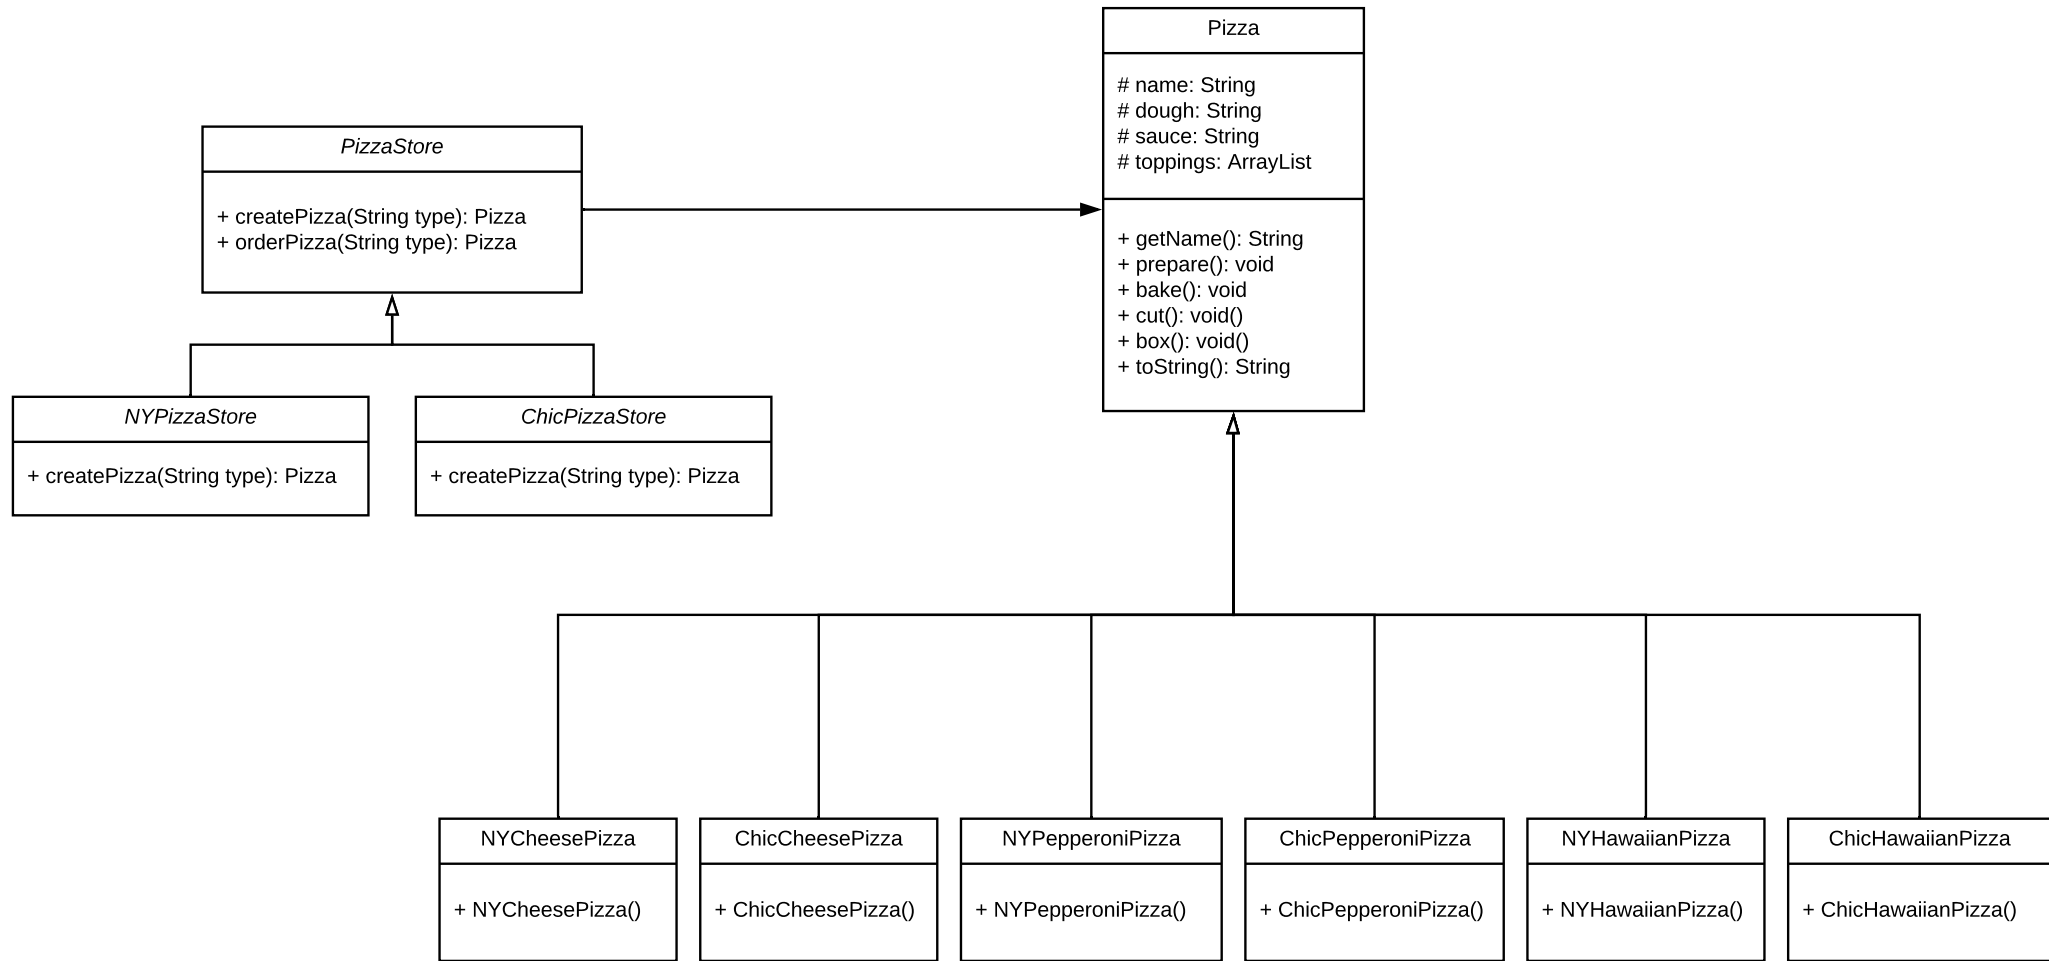 Pizza
# name: String
# dough: String
# sauce: String
# toppings: ArrayList
+ getName(): String
+ prepare(): void
+ bake(): void
+ cut(): void()
+ box(): void()
+ toString(): String
PizzaStore
+ createPizza(String type): Pizza
+ orderPizza(String type): Pizza
NYPizzaStore
+ createPizza(String type): Pizza
ChicPizzaStore
+ createPizza(String type): Pizza
NYCheesePizza
+ NYCheesePizza()
ChicCheesePizza
+ ChicCheesePizza()
NYPepperoniPizza
+ NYPepperoniPizza()
ChicPepperoniPizza
+ ChicPepperoniPizza()
NYHawaiianPizza
+ NYHawaiianPizza()
ChicHawaiianPizza
+ ChicHawaiianPizza()